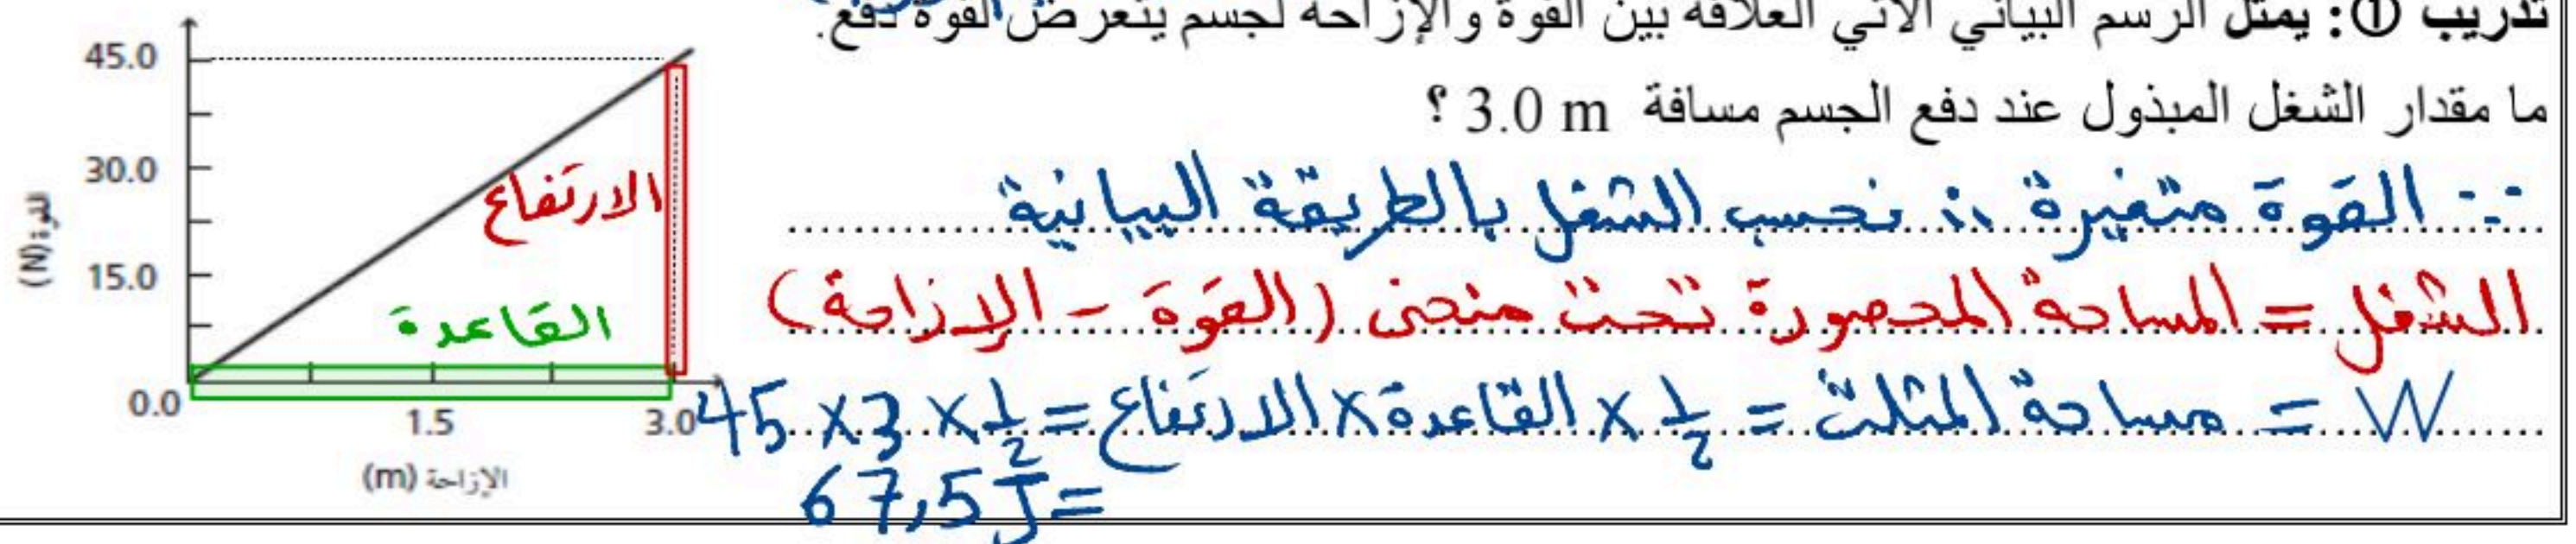 تدريب ①: يمثل الرسم البياني الآتي العلاقة بين القوة والإزاحة لجسم يتعرض لقوة دفع.
ما مقدار الشغل المبذول عند دفع الجسم مسافة 3.0 m ؟
∵ القوة متغيرة ∴ نحسب الشغل بالطريقة البيانية
الشغل = المساحة المحصورة تحت منحنى (القوة - الإزاحة)
W = مساحة المثلث = 1/2 × القاعدة × الارتفاع = 1/2 × 3 × 45
= 67,5 J
القوة (N)
45.0
30.0
15.0
0.0
1.5
3.0
الإزاحة (m)
الارتفاع
القاعدة